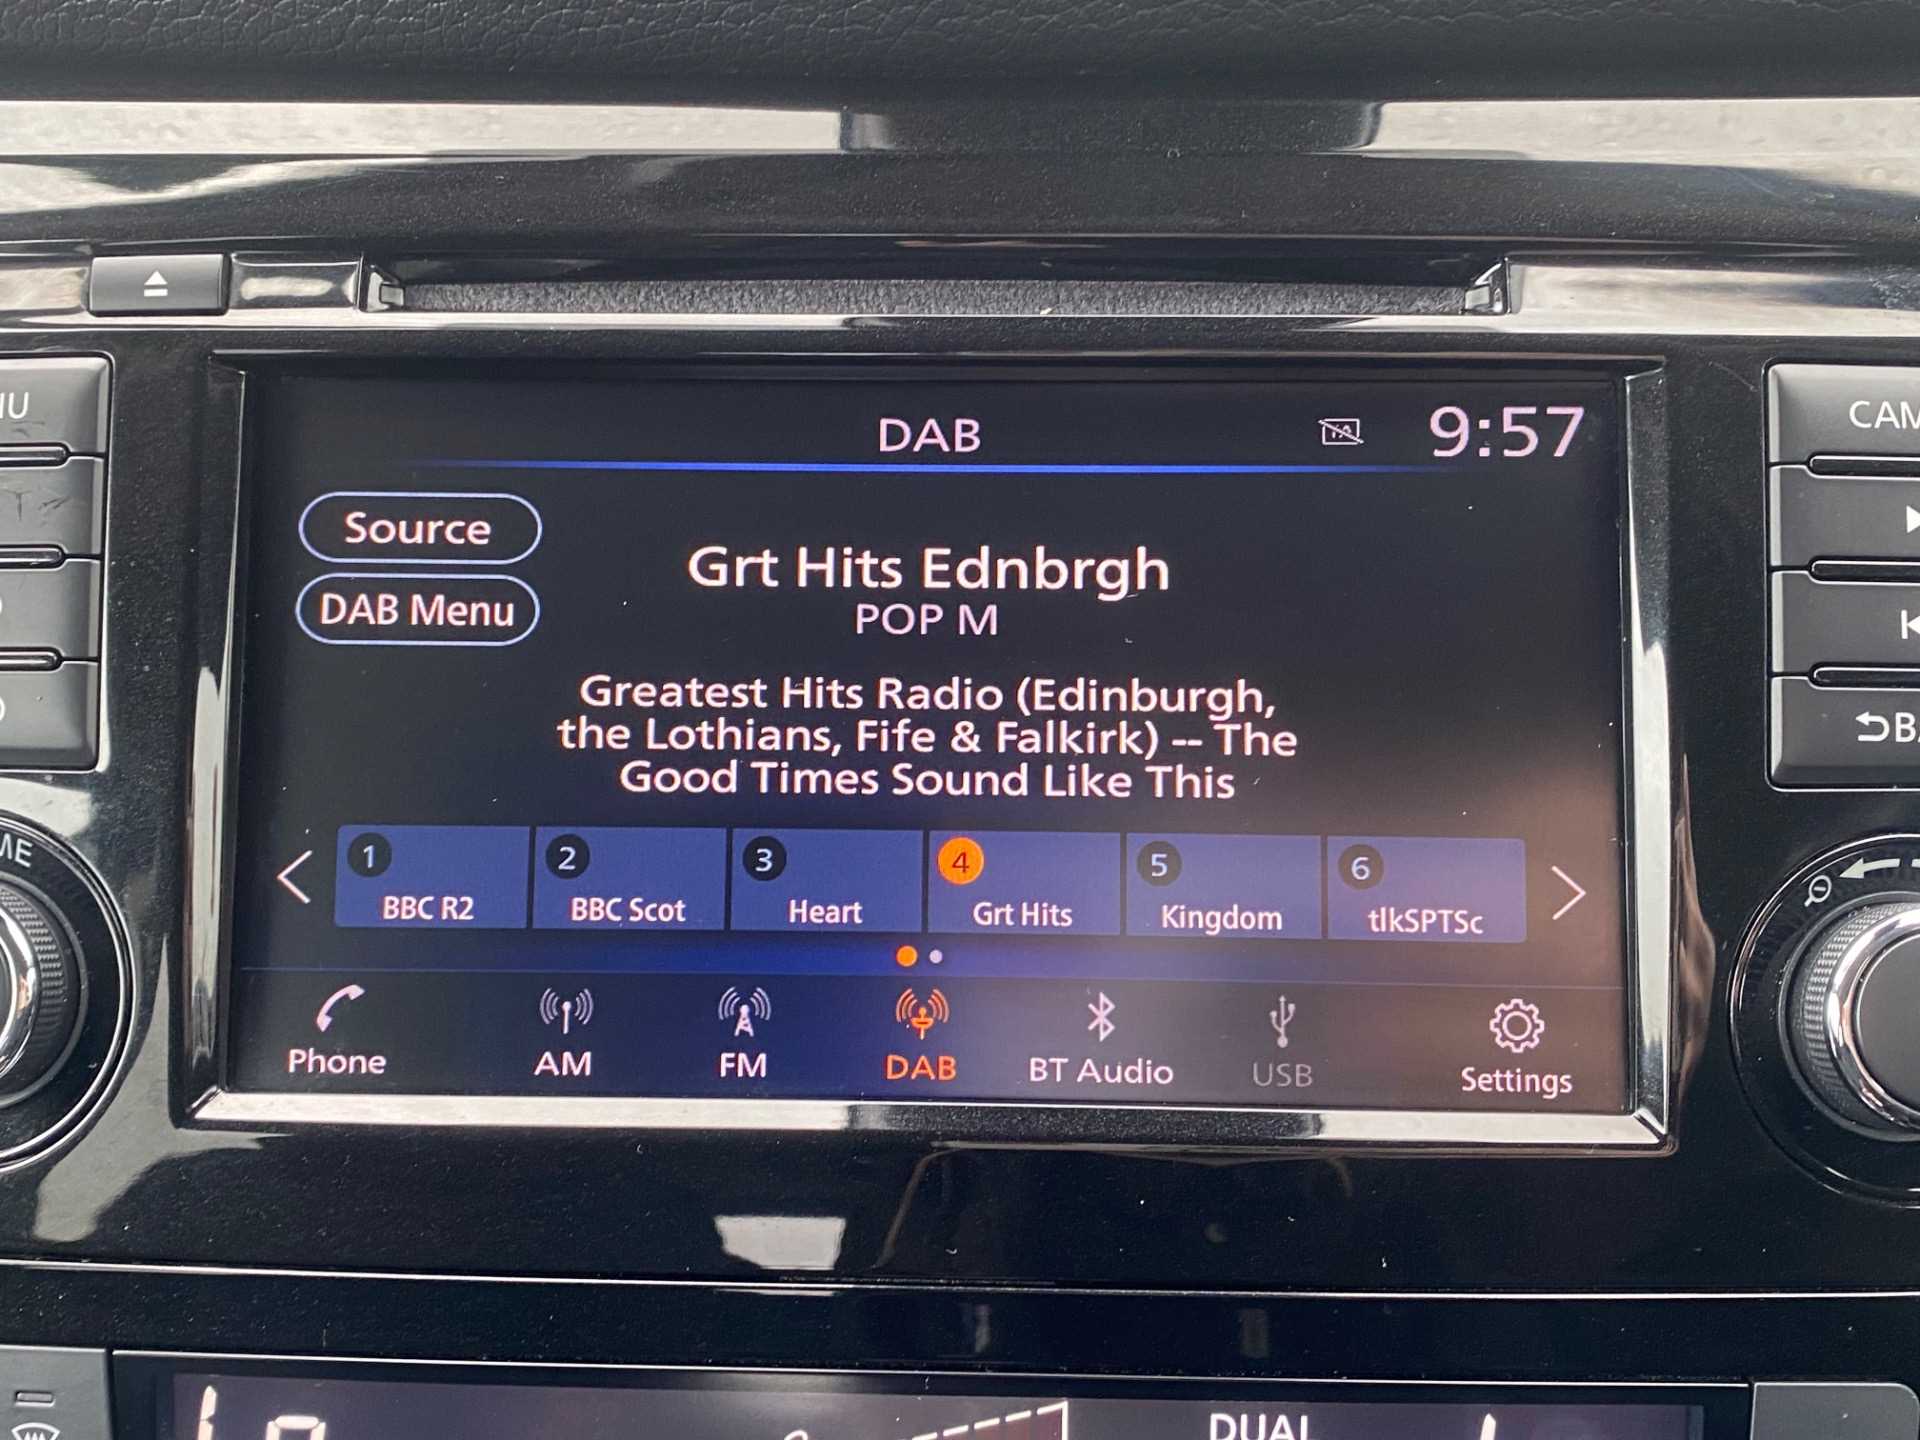 DAB
9:57
Source
DAB Menu
Grt Hits Ednbrgh
POP M
Greatest Hits Radio (Edinburgh,
the Lothians, Fife & Falkirk) -- The
Good Times Sound Like This
1 BBC R2
2 BBC Scot
3 Heart
4 Grt Hits
5 Kingdom
6 tlkSPTSc
Phone
AM
FM
DAB
BT Audio
USB
Settings
DUAL